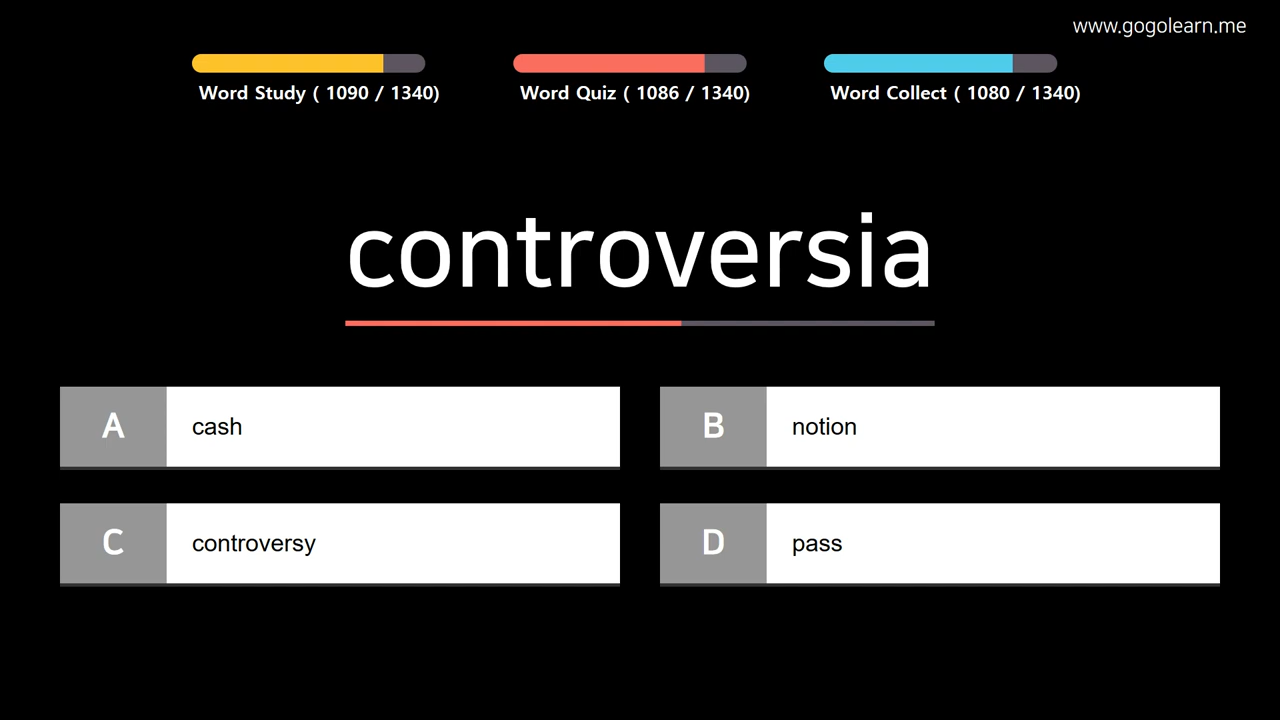 www.gogolearn.me
Word Study ( 1090 / 1340)
Word Quiz ( 1086 / 1340)
Word Collect ( 1080 / 1340)
controversia
A cash
B notion
C controversy
D pass